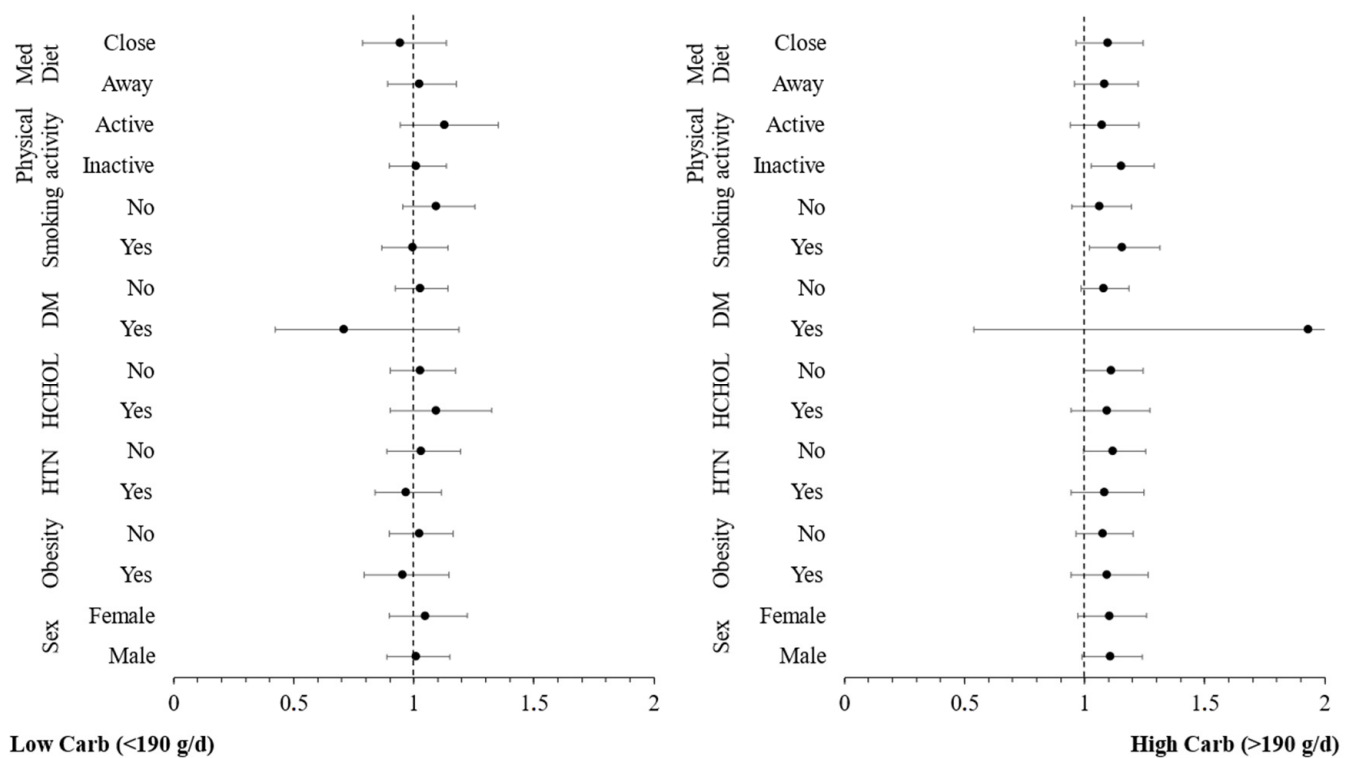 Med Diet
Close
Away
Physical activity
Active
Inactive
Smoking
No
Yes
DM
No
Yes
HCHOL
No
Yes
HTN
No
Yes
Obesity
No
Yes
Sex
Female
Male
0 0.5 1 1.5 2
Low Carb (<190 g/d)
Med Diet
Close
Away
Physical activity
Active
Inactive
Smoking
No
Yes
DM
No
Yes
HCHOL
No
Yes
HTN
No
Yes
Obesity
No
Yes
Sex
Female
Male
0 0.5 1 1.5 2
High Carb (>190 g/d)